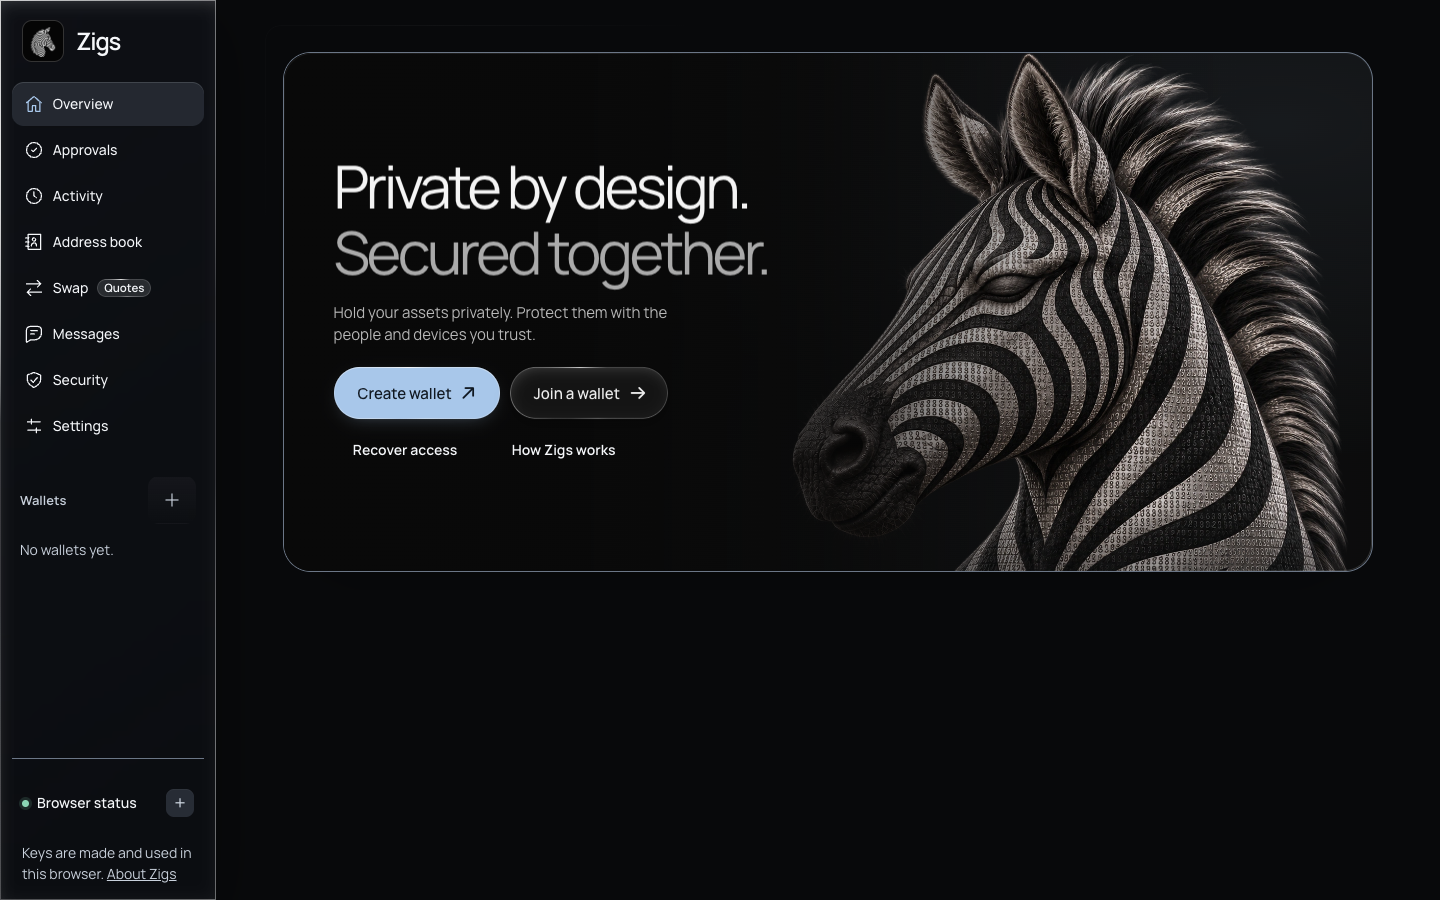 Zigs
Overview
Approvals
Activity
Address book
Swap Quotes
Messages
Security
Settings
Wallets
No wallets yet.
Browser status
Keys are made and used in
this browser. About Zigs
Private by design.
Secured together.
Hold your assets privately. Protect them with the
people and devices you trust.
Create wallet
Join a wallet
Recover access
How Zigs works